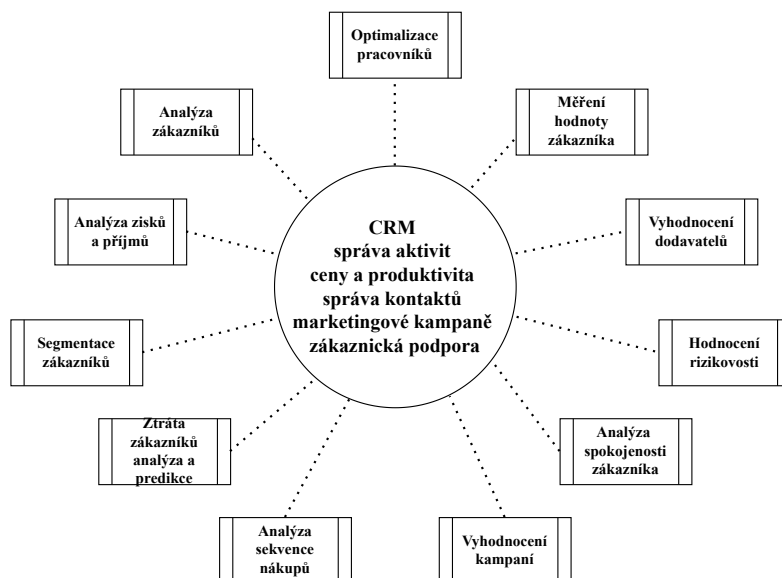 Optimalizace
pracovníků
Analýza
zákazníků
Měření
hodnoty
zákazníka
Analýza zisků
a příjmů
Vyhodnocení
dodavatelů
CRM
správa aktivit
ceny a produktivita
správa kontaktů
marketingové kampaně
zákaznická podpora
Segmentace
zákazníků
Hodnocení
rizikovosti
Ztráta
zákazníků
analýza a
predikce
Analýza
spokojenosti
zákazníka
Analýza
sekvence
nákupů
Vyhodnocení
kampaní